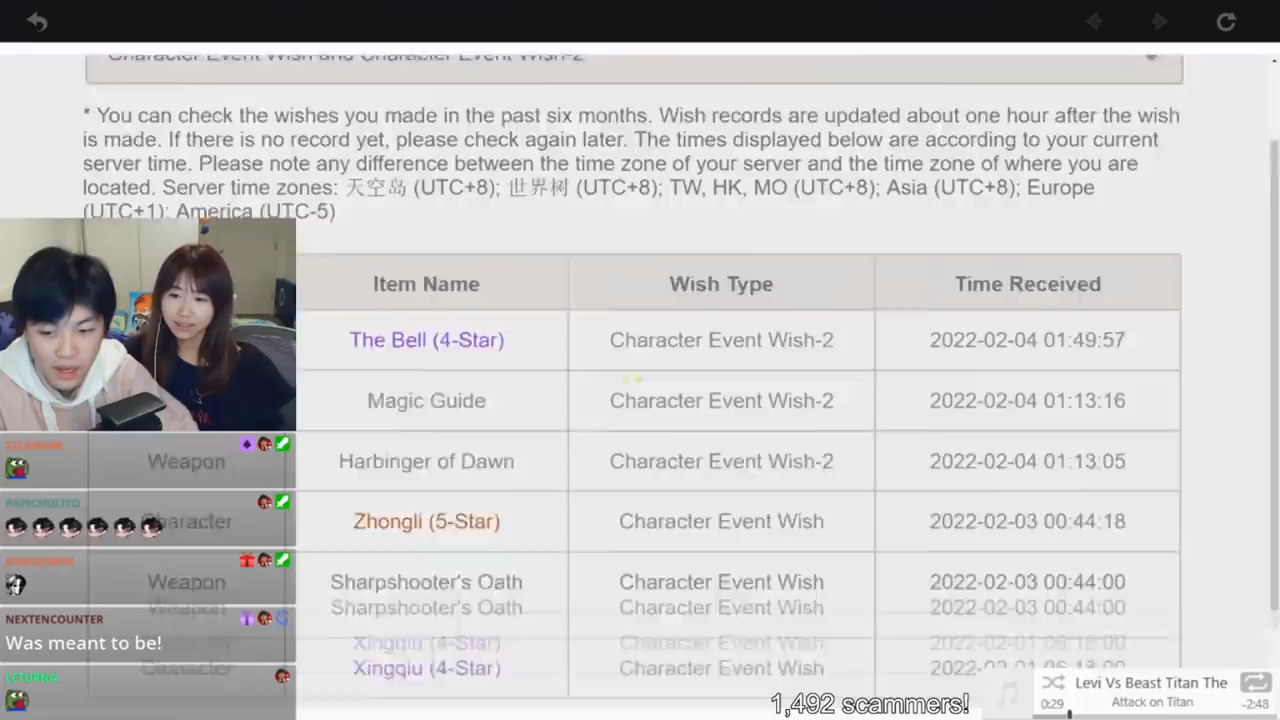 Character Event Wish and Character Event Wish-2
* You can check the wishes you made in the past six months. Wish records are updated about one hour after the wish
is made. If there is no record yet, please check again later. The times displayed below are according to your current
server time. Please note any difference between the time zone of your server and the time zone of where you are
located. Server time zones: 天空岛 (UTC+8); 世界树 (UTC+8); TW, HK, MO (UTC+8); Asia (UTC+8); Europe
(UTC+1); America (UTC-5)
Item Name Wish Type Time Received
The Bell (4-Star) Character Event Wish-2 2022-02-04 01:49:57
Magic Guide Character Event Wish-2 2022-02-04 01:13:16
Weapon Harbinger of Dawn Character Event Wish-2 2022-02-04 01:13:05
Character Zhongli (5-Star) Character Event Wish 2022-02-03 00:44:18
Weapon Sharpshooter's Oath Character Event Wish 2022-02-03 00:44:00
Weapon Sharpshooter's Oath Character Event Wish 2022-02-03 00:44:00
Xingqiu (4-Star) Character Event Wish
Character Xingqiu (4-Star) Character Event Wish
NEXTENCOUNTER
Was meant to be!
LETURNA
1,492 scammers!
Levi Vs Beast Titan The
Attack on Titan
0:29 -2:48